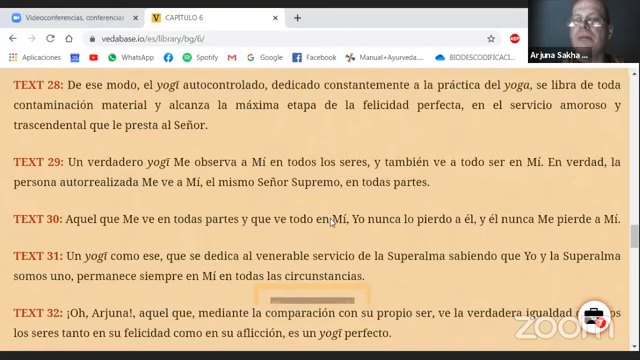 Videoconferencias, conferencias
CAPÍTULO 6
vedabase.io/es/library/bg/6/
ABP
Aplicaciones
YouTube
WhatsApp
Spotify
Gmail
Google
Facebook
Manual+Ayurveda.p...
BIODESCODIFICACI...
Arjuna Sakha
TEXT 28: De ese modo, el yogī autocontrolado, dedicado constantemente a la práctica del yoga, se libra de toda
contaminación material y alcanza la máxima etapa de la felicidad perfecta, en el servicio amoroso y
trascendental que le presta al Señor.
TEXT 29: Un verdadero yogī Me observa a Mí en todos los seres, y también ve a todo ser en Mí. En verdad, la
persona autorrealizada Me ve a Mí, el mismo Señor Supremo, en todas partes.
TEXT 30: Aquel que Me ve en todas partes y que ve todo en Mí, Yo nunca lo pierdo a él, y él nunca Me pierde a Mí.
TEXT 31: Un yogī como ese, que se dedica al venerable servicio de la Superalma sabiendo que Yo y la Superalma
somos uno, permanece siempre en Mí en todas las circunstancias.
TEXT 32: ¡Oh, Arjuna!, aquel que, mediante la comparación con su propio ser, ve la verdadera igualdad
los seres tanto en su felicidad como en su aflicción, es un yogī perfecto.
zoom